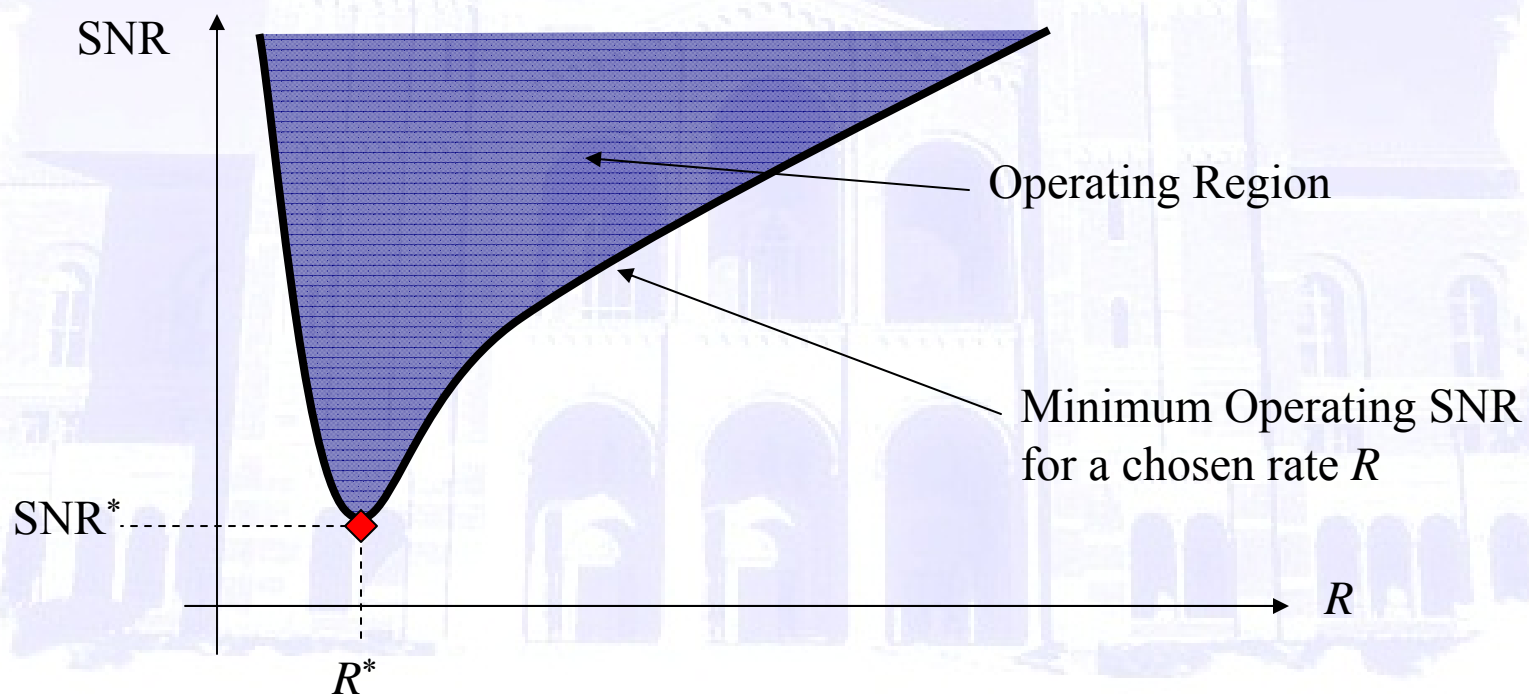 SNR
Operating Region
Minimum Operating SNR
for a chosen rate R
SNR*
R
R*